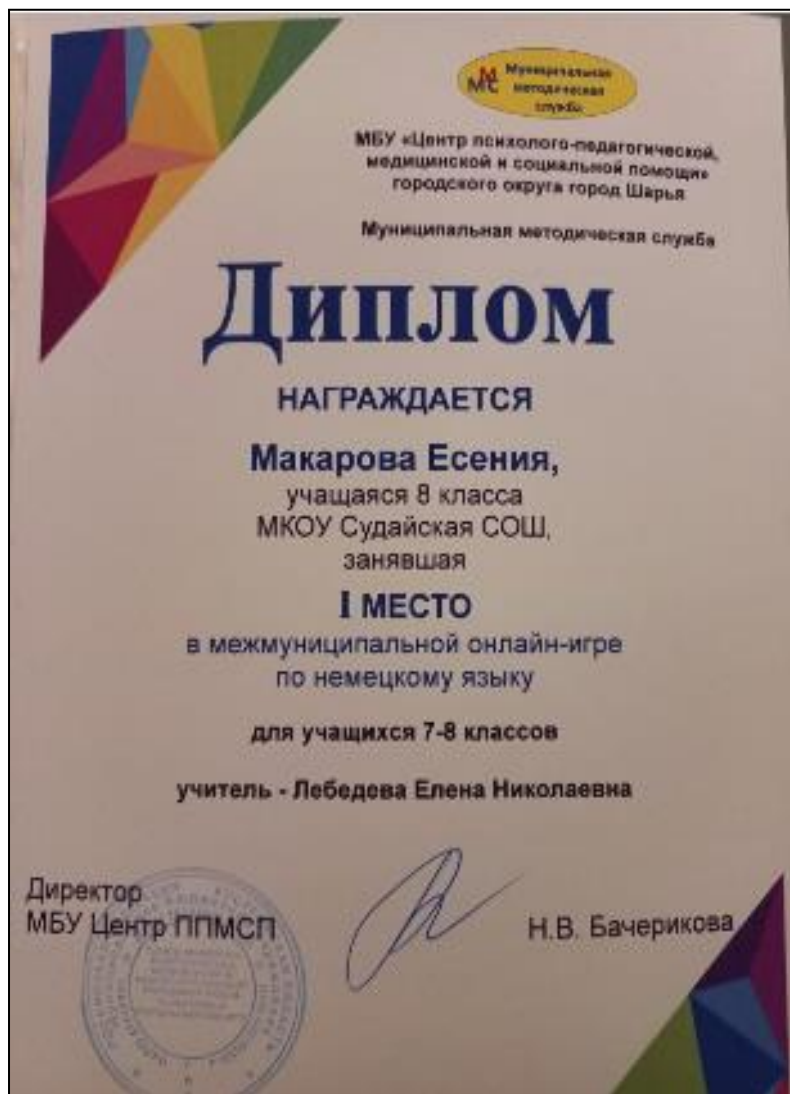 ММС
Муниципальная
методическая
служба
МБУ «Центр психолого-педагогической,
медицинской и социальной помощи»
городского округа город Шарья
Муниципальная методическая служба
Диплом
НАГРАЖДАЕТСЯ
Макарова Есения,
учащаяся 8 класса
МКОУ Судайская СОШ,
занявшая
I МЕСТО
в межмуниципальной онлайн-игре
по немецкому языку
для учащихся 7-8 классов
учитель - Лебедева Елена Николаевна
Директор
МБУ Центр ППМСП
Н.В. Бачерикова